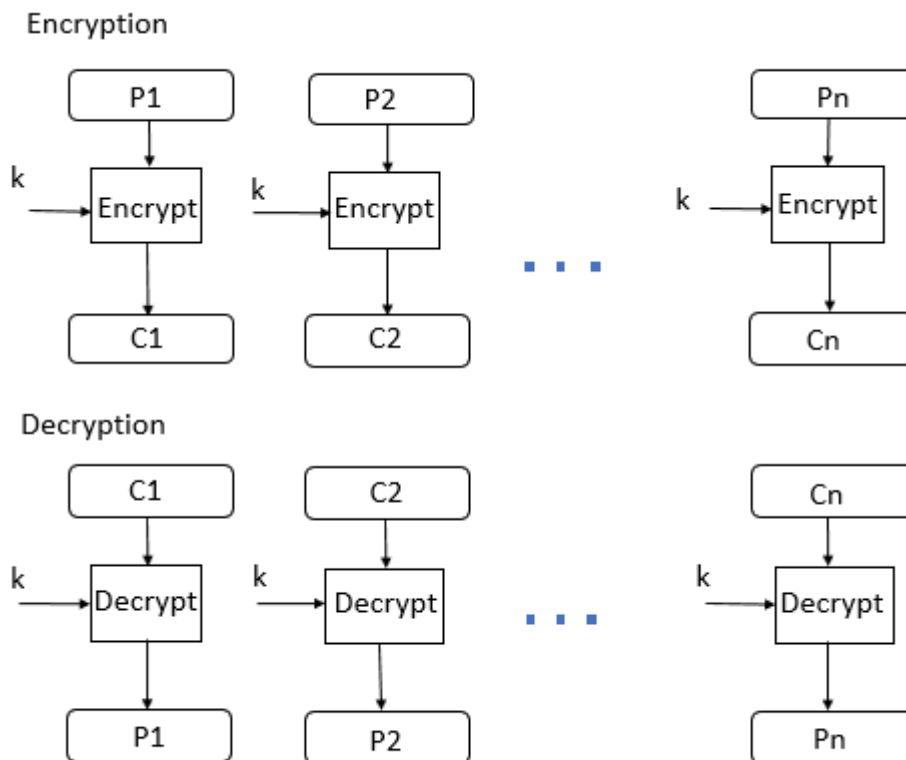 Encryption
P1 P2 Pn
k Encrypt k Encrypt k Encrypt
C1 C2 Cn
Decryption
C1 C2 Cn
k Decrypt k Decrypt k Decrypt
P1 P2 Pn